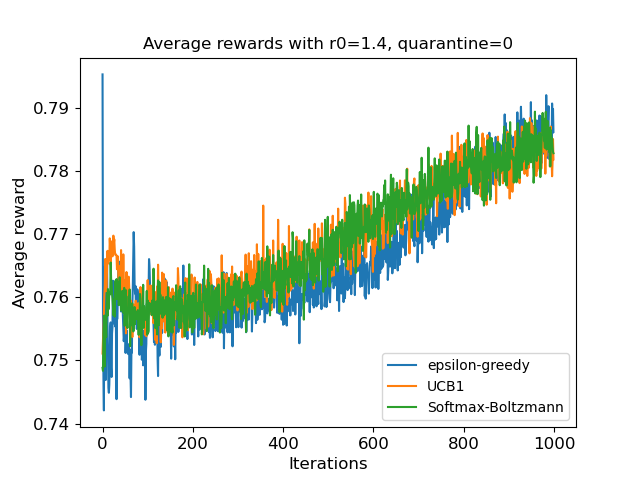 Average rewards with r0=1.4, quarantine=0
Average reward
0.79
0.78
0.77
0.76
0.75
0.74
0
200
400
600
800
1000
Iterations
epsilon-greedy
UCB1
Softmax-Boltzmann